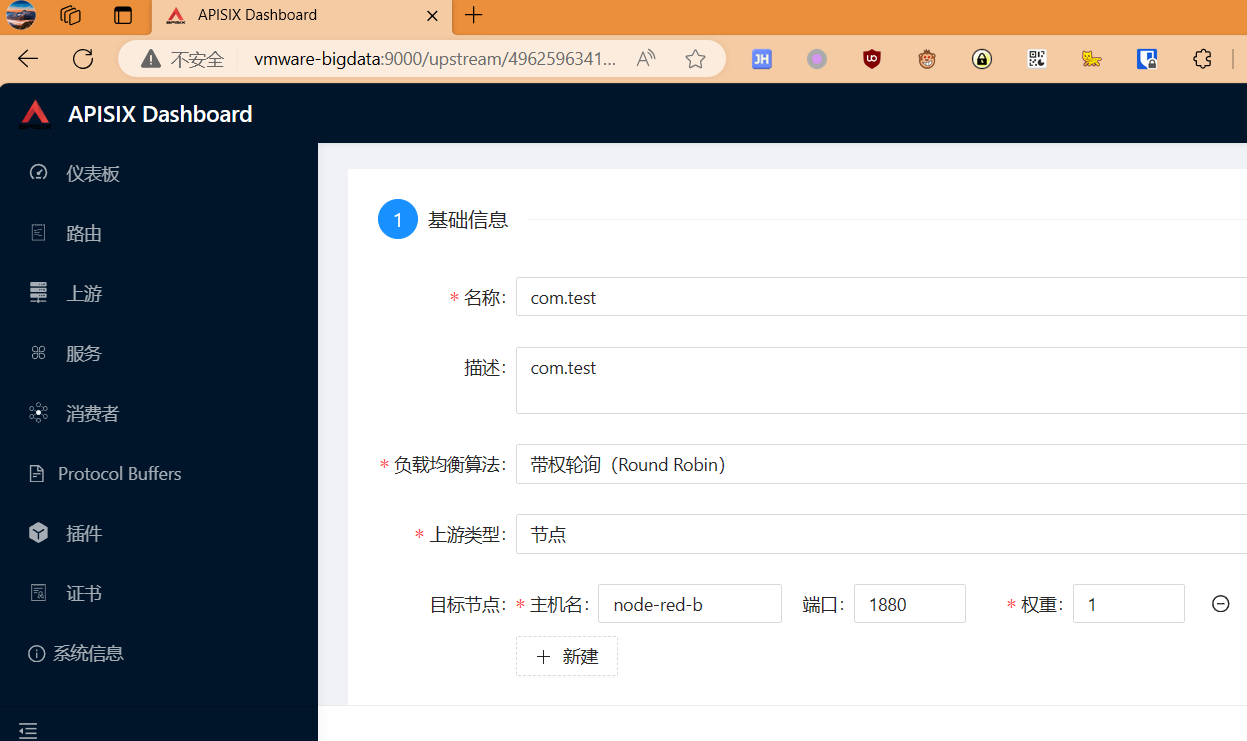 APISIX Dashboard
不安全
vmware-bigdata:9000/upstream/4962596341...
JH
APISIX Dashboard
仪表板
路由
上游
服务
消费者
Protocol Buffers
插件
证书
系统信息
1 基础信息
* 名称: com.test
描述: com.test
* 负载均衡算法: 带权轮询（Round Robin）
* 上游类型: 节点
目标节点: * 主机名: node-red-b 端口: 1880 * 权重: 1
+ 新建